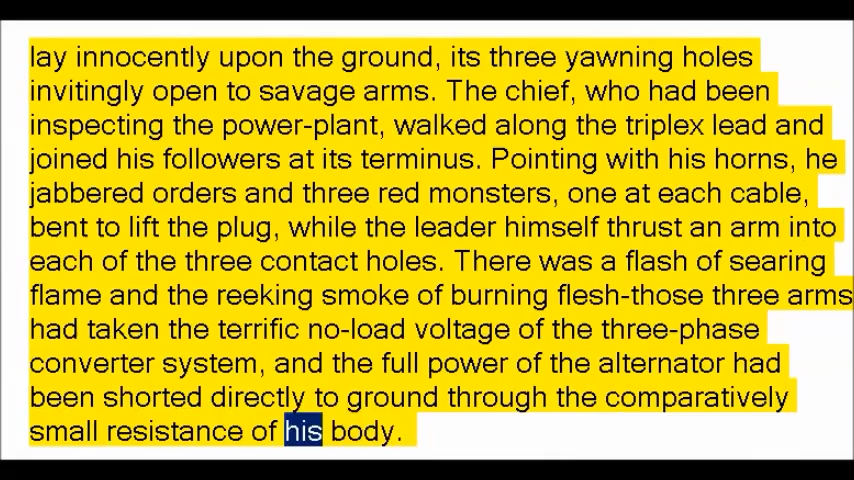 lay innocently upon the ground, its three yawning holes
invitingly open to savage arms. The chief, who had been
inspecting the power-plant, walked along the triplex lead and
joined his followers at its terminus. Pointing with his horns, he
jabbered orders and three red monsters, one at each cable,
bent to lift the plug, while the leader himself thrust an arm into
each of the three contact holes. There was a flash of searing
flame and the reeking smoke of burning flesh-those three arms
had taken the terrific no-load voltage of the three-phase
converter system, and the full power of the alternator had
been shorted directly to ground through the comparatively
small resistance of his body.